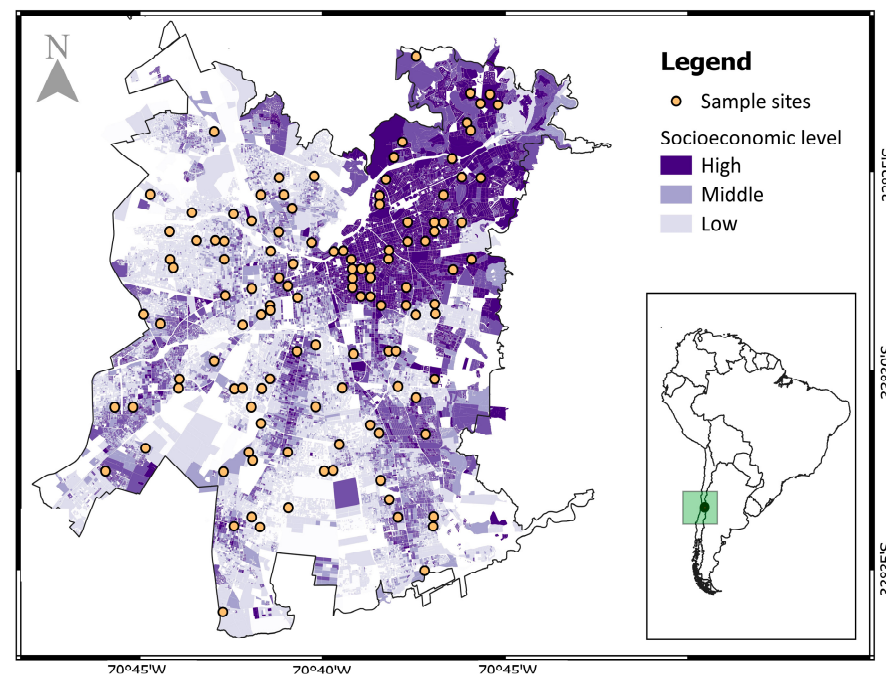 N
Legend
Sample sites
Socioeconomic level
High
Middle
Low
70°45'W
70°40'W
70°45'W